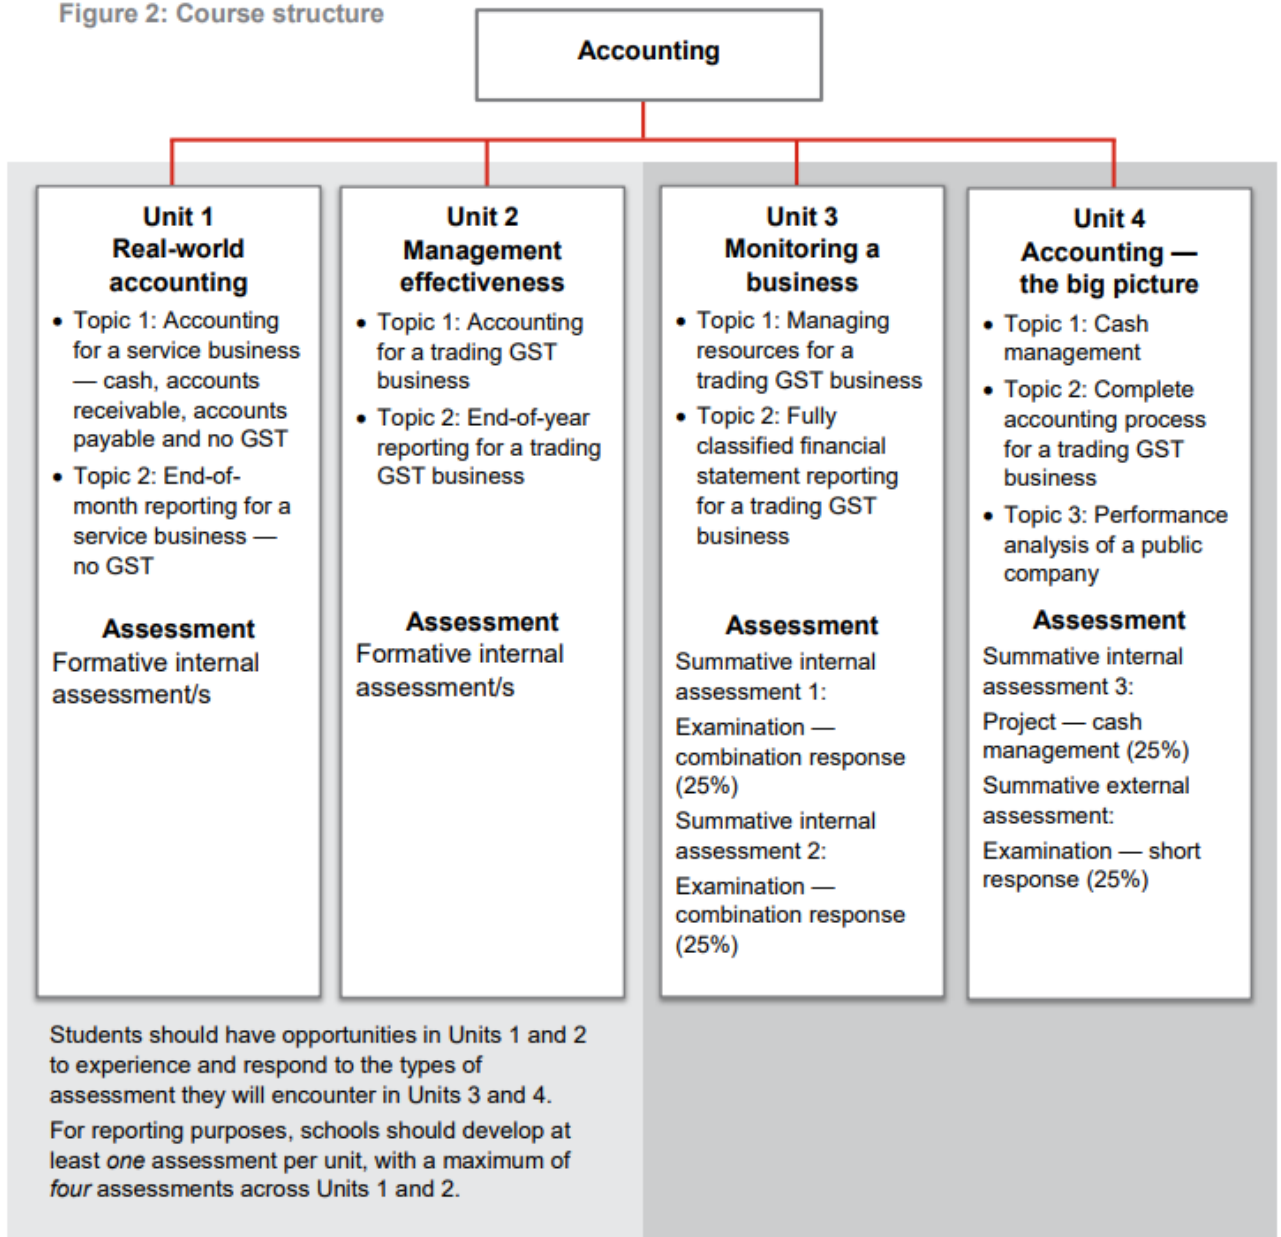 Figure 2: Course structure
Accounting
Unit 1
Real-world
accounting
• Topic 1: Accounting
for a service business
— cash, accounts
receivable, accounts
payable and no GST
• Topic 2: End-of-
month reporting for a
service business —
no GST
Assessment
Formative internal
assessment/s
Unit 2
Management
effectiveness
• Topic 1: Accounting
for a trading GST
business
• Topic 2: End-of-year
reporting for a trading
GST business
Assessment
Formative internal
assessment/s
Unit 3
Monitoring a
business
• Topic 1: Managing
resources for a
trading GST business
• Topic 2: Fully
classified financial
statement reporting
for a trading GST
business
Assessment
Summative internal
assessment 1:
Examination —
combination response
(25%)
Summative internal
assessment 2:
Examination —
combination response
(25%)
Unit 4
Accounting —
the big picture
• Topic 1: Cash
management
• Topic 2: Complete
accounting process
for a trading GST
business
• Topic 3: Performance
analysis of a public
company
Assessment
Summative internal
assessment 3:
Project — cash
management (25%)
Summative external
assessment:
Examination — short
response (25%)
Students should have opportunities in Units 1 and 2
to experience and respond to the types of
assessment they will encounter in Units 3 and 4.
For reporting purposes, schools should develop at
least one assessment per unit, with a maximum of
four assessments across Units 1 and 2.